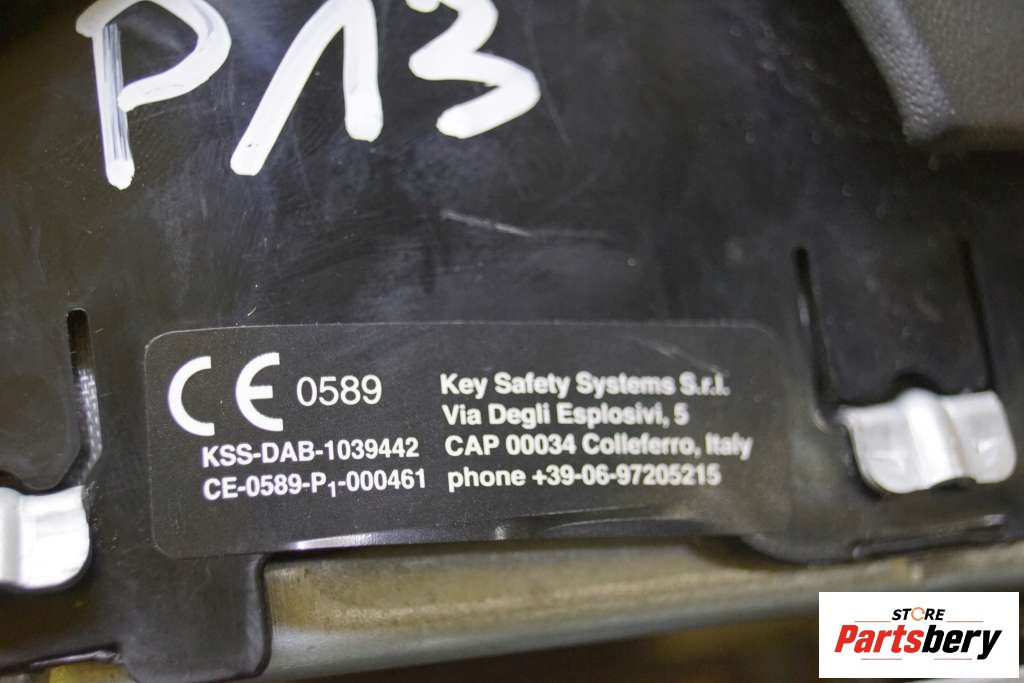 P13
CE 0589
KSS-DAB-1039442
CE-0589-P1-000461
Key Safety Systems S.r.l.
Via Degli Esplosivi, 5
CAP 00034 Colleferro, Italy
phone +39-06-97205215
STORE
Partsbery